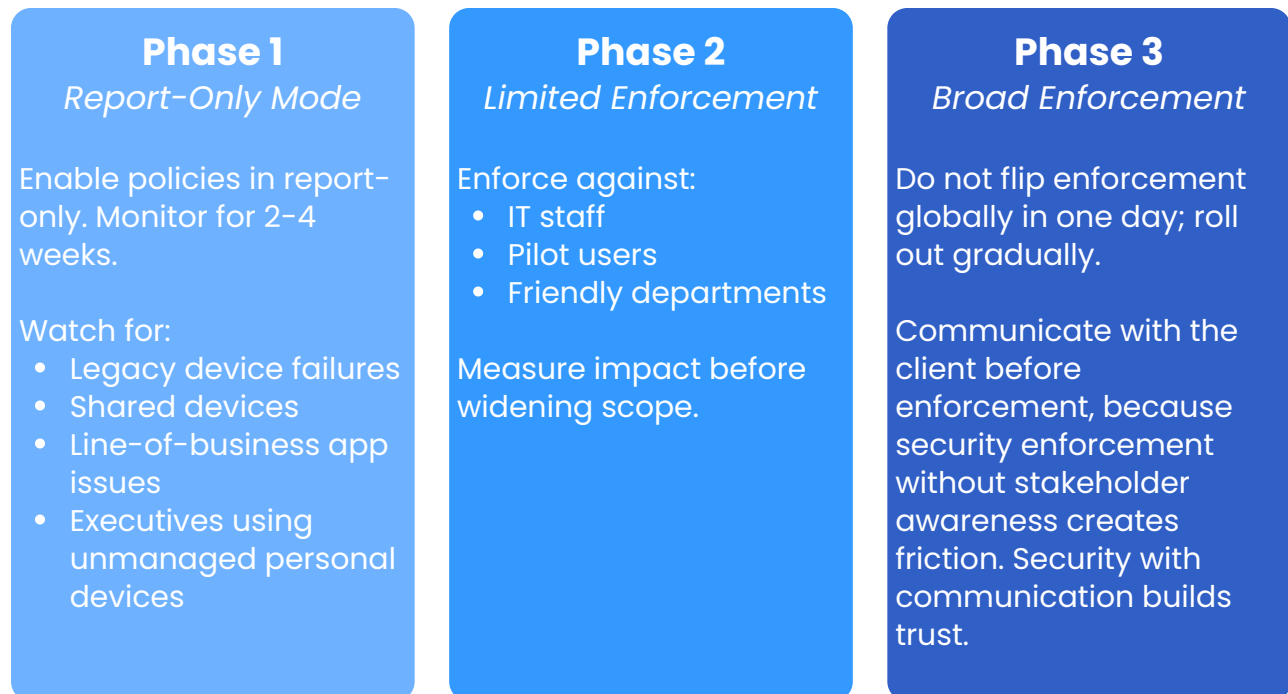 Phase 1
Report-Only Mode
Enable policies in report-
only. Monitor for 2-4
weeks.
Watch for:
• Legacy device failures
• Shared devices
• Line-of-business app
issues
• Executives using
unmanaged personal
devices
Phase 2
Limited Enforcement
Enforce against:
• IT staff
• Pilot users
• Friendly departments
Measure impact before
widening scope.
Phase 3
Broad Enforcement
Do not flip enforcement
globally in one day; roll
out gradually.
Communicate with the
client before
enforcement, because
security enforcement
without stakeholder
awareness creates
friction. Security with
communication builds
trust.